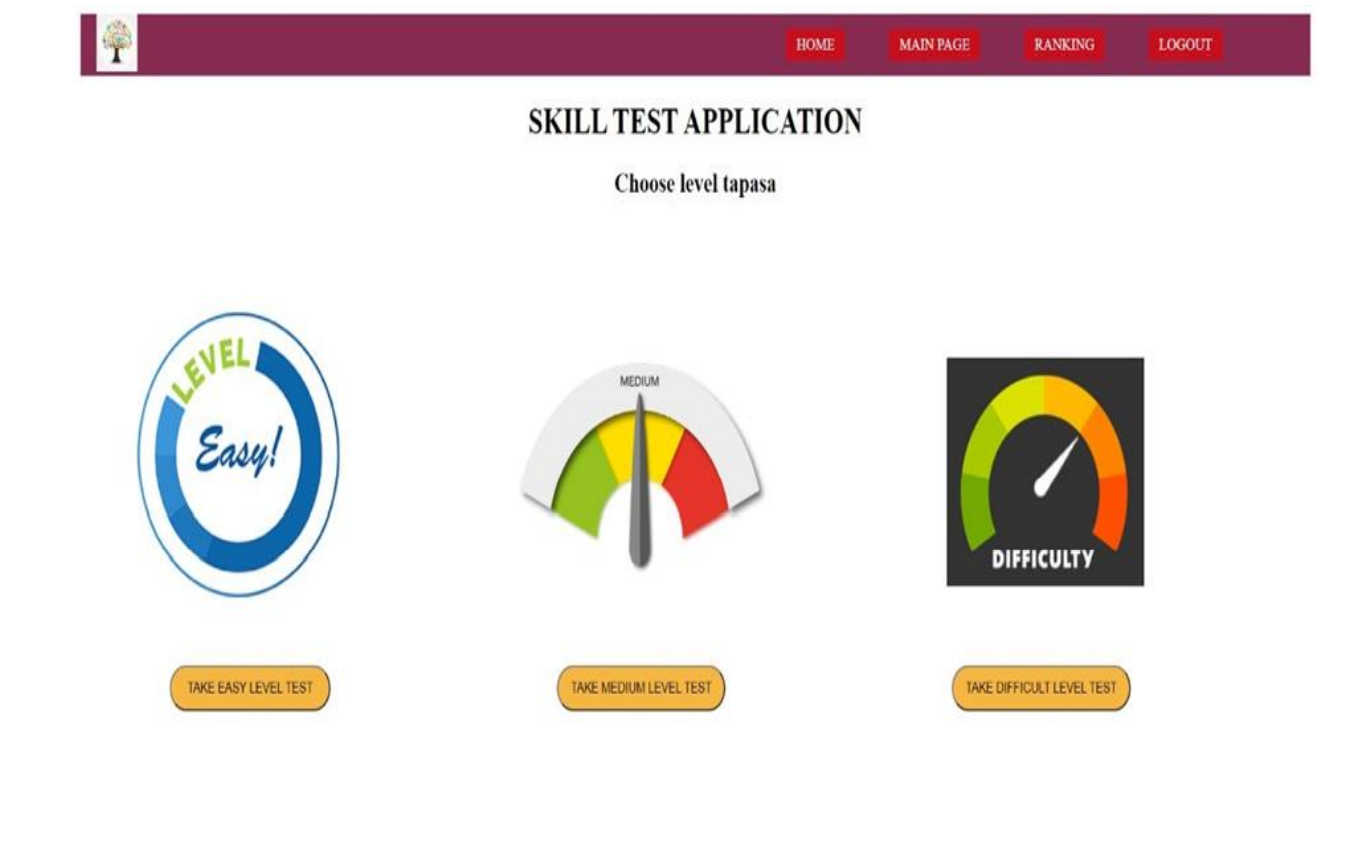 HOME MAIN PAGE RANKING LOGOUT
SKILL TEST APPLICATION
Choose level tapasa
LEVEL
Easy!
MEDIUM
DIFFICULTY
TAKE EASY LEVEL TEST
TAKE MEDIUM LEVEL TEST
TAKE DIFFICULT LEVEL TEST